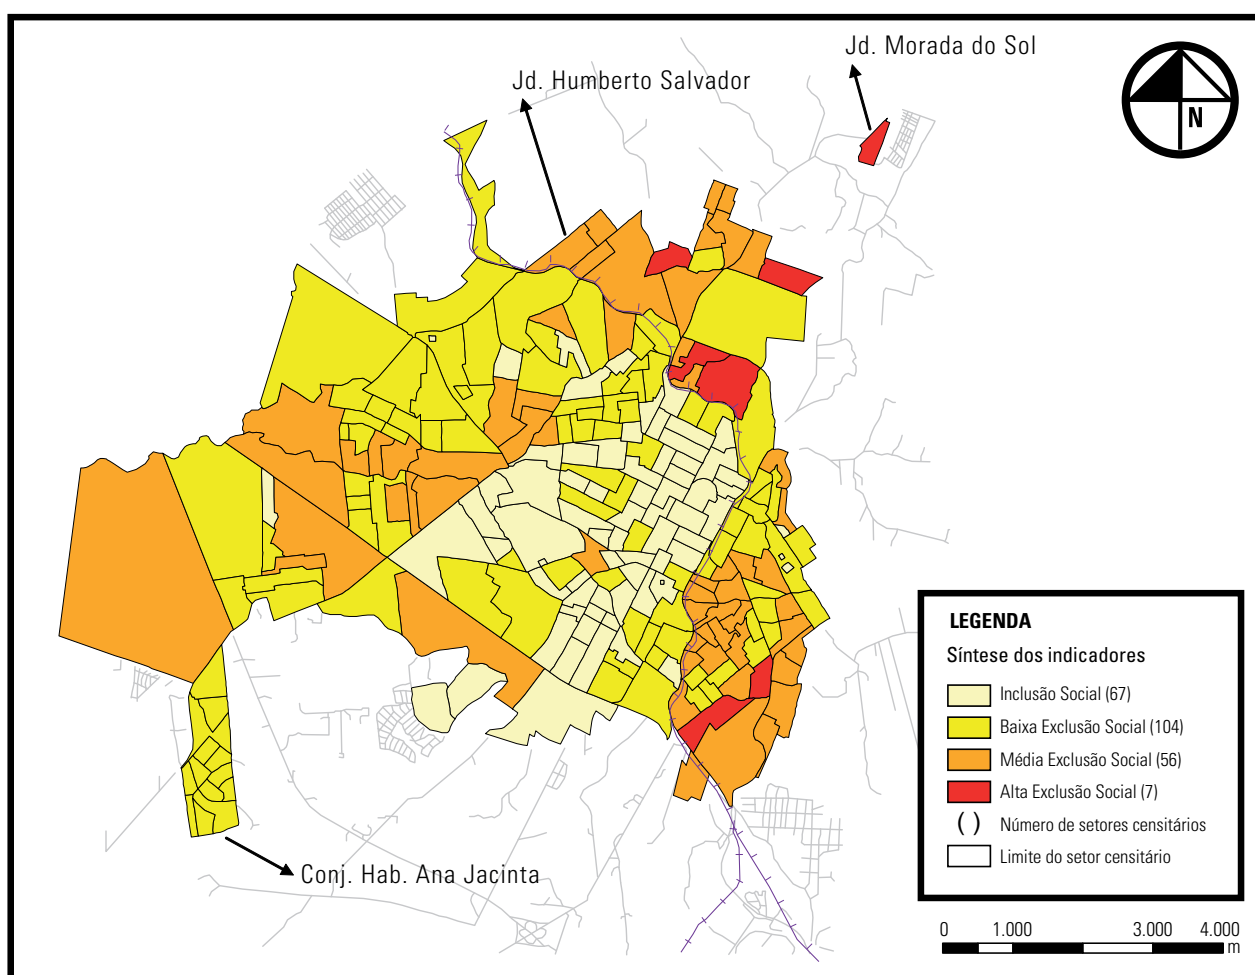 Jd. Morada do Sol
Jd. Humberto Salvador
N
Conj. Hab. Ana Jacinta
LEGENDA
Síntese dos indicadores
Inclusão Social (67)
Baixa Exclusão Social (104)
Média Exclusão Social (56)
Alta Exclusão Social (7)
( ) Número de setores censitários
Limite do setor censitário
0 1.000 3.000 4.000
m